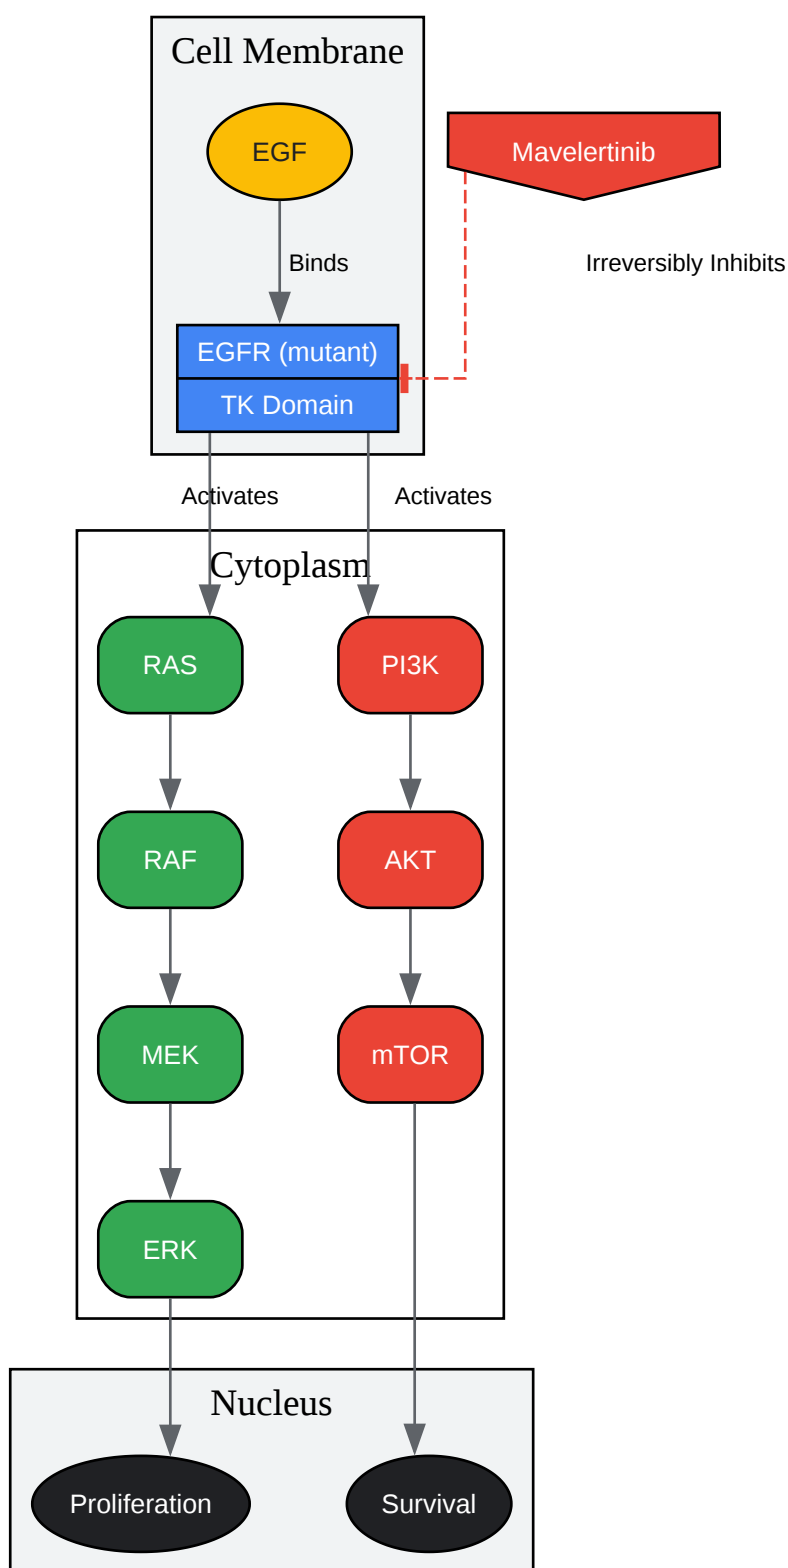 Cell Membrane
EGF
Mavelertinib
Binds
Irreversibly Inhibits
EGFR (mutant)
TK Domain
Activates
Activates
Cytoplasm
RAS
PI3K
RAF
AKT
MEK
mTOR
ERK
Nucleus
Proliferation
Survival